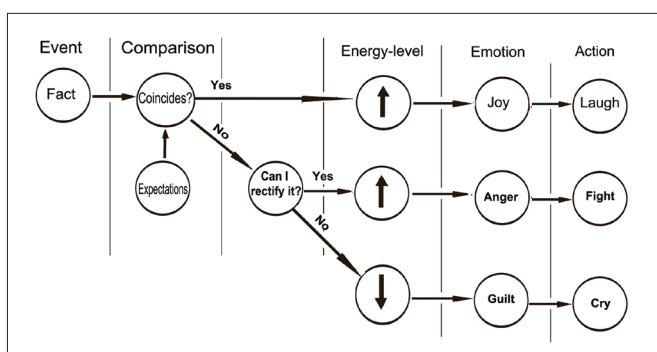 Event
Comparison
Energy-level
Emotion
Action
Fact
Coincides?
Yes
Joy
Laugh
No
Expectations
Can I
rectify it?
Yes
Anger
Fight
No
Guilt
Cry